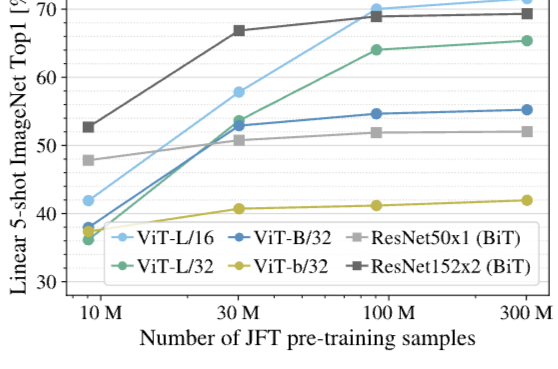 Linear 5-shot ImageNet Top1 [%
70
60
50
40
30
ViT-L/16 ViT-B/32 ResNet50x1 (BiT)
ViT-L/32 ViT-b/32 ResNet152x2 (BiT)
10 M 30 M 100 M 300 M
Number of JFT pre-training samples